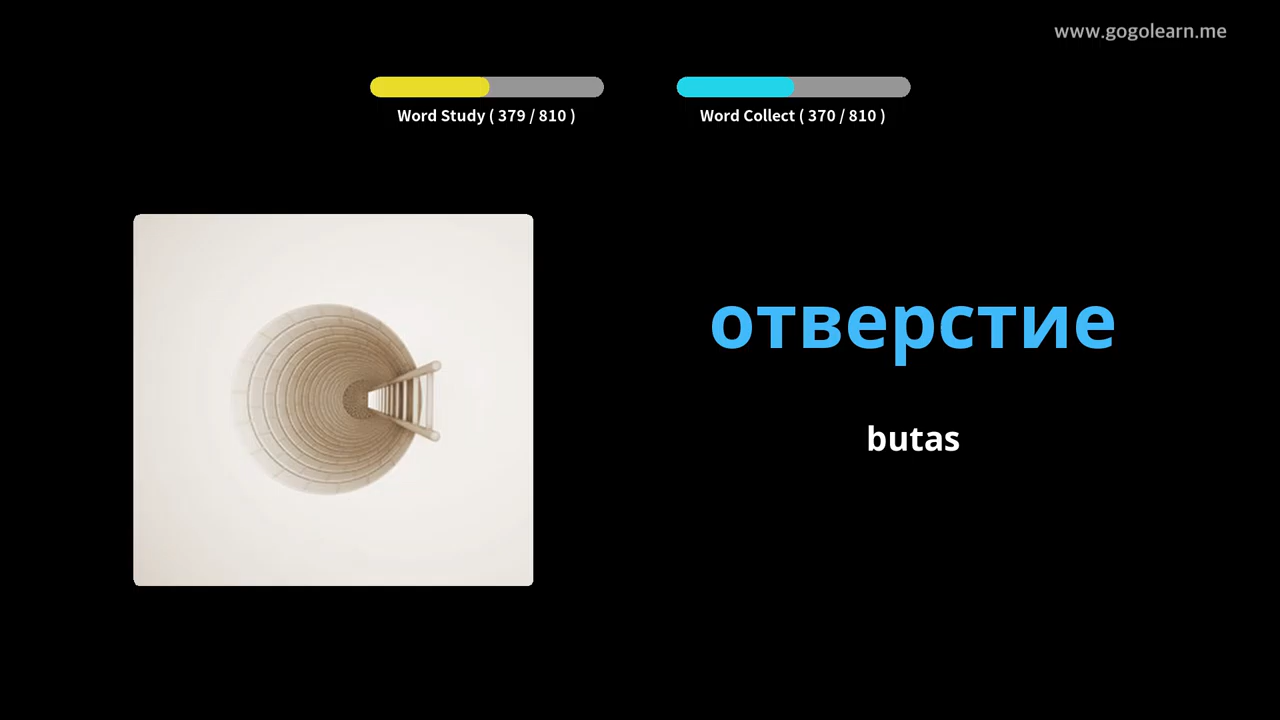 www.gogolearn.me
Word Study ( 379 / 810 )
Word Collect ( 370 / 810 )
отверстие
butas